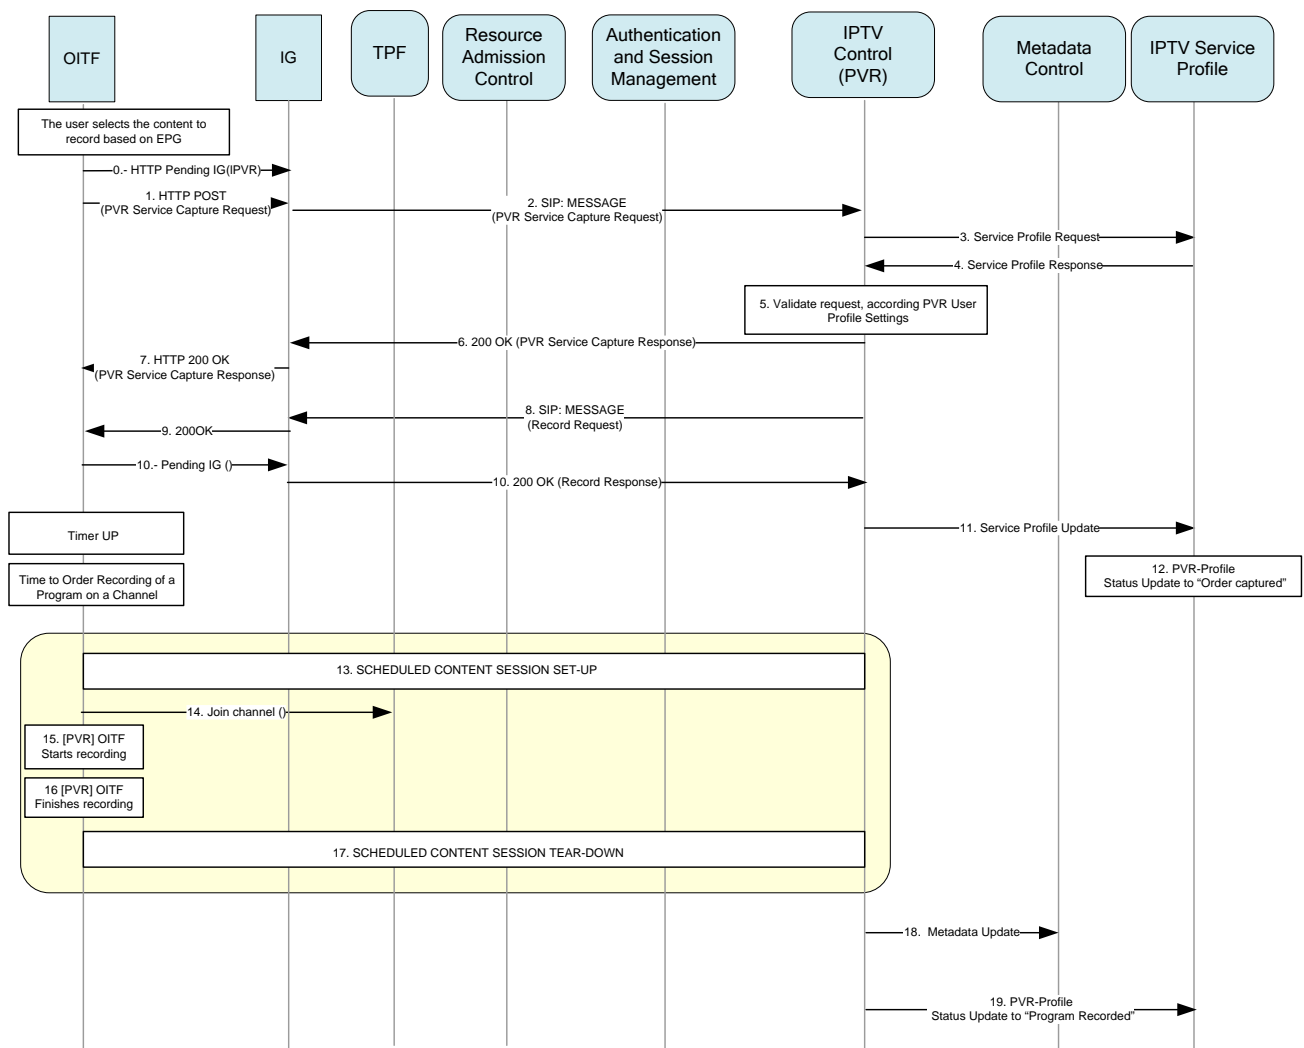 OITF
IG
TPF
Resource
Admission
Control
Authentication
and Session
Management
IPTV
Control
(PVR)
Metadata
Control
IPTV Service
Profile
The user selects the content to
record based on EPG
0.- HTTP Pending IG(IPVR)
1. HTTP POST
(PVR Service Capture Request)
2. SIP: MESSAGE
(PVR Service Capture Request)
3. Service Profile Request
4. Service Profile Response
5. Validate request, according PVR User
Profile Settings
6. 200 OK (PVR Service Capture Response)
7. HTTP 200 OK
(PVR Service Capture Response)
8. SIP: MESSAGE
(Record Request)
9. 200OK
10.- Pending IG ()
10. 200 OK (Record Response)
Timer UP
11. Service Profile Update
Time to Order Recording of a
Program on a Channel
12. PVR-Profile
Status Update to “Order captured”
13. SCHEDULED CONTENT SESSION SET-UP
14. Join channel ()
15. [PVR] OITF
Starts recording
16 [PVR] OITF
Finishes recording
17. SCHEDULED CONTENT SESSION TEAR-DOWN
18. Metadata Update
19. PVR-Profile
Status Update to “Program Recorded”